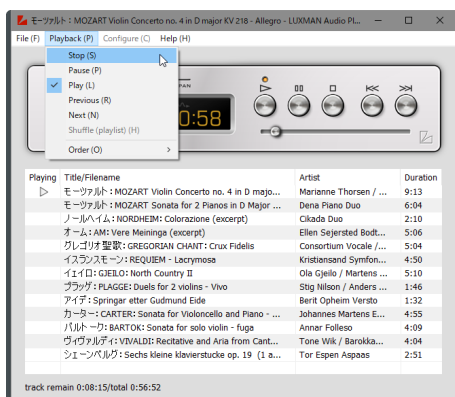 モーツァルト : MOZART Violin Concerto no. 4 in D major KV 218 - Allegro - LUXMAN Audio Pl...
File (F) Playback (P) Configure (C) Help (H)
Stop (S)
Pause (P)
Play (L)
Previous (R)
Next (N)
Shuffle (playlist) (H)
Order (O)
PAN
0:58
Playing Title/Filename Artist Duration
モーツァルト : MOZART Violin Concerto no. 4 in D majo... Marianne Thorsen / ... 9:13
モーツァルト : MOZART Sonata for 2 Pianos in D Major ... Dena Piano Duo 6:04
ノールヘイム : NORDHEIM: Colorazione (excerpt) Cikada Duo 2:10
オーム : AM: Vere Meininga (excerpt) Ellen Sejersted Bodt... 5:06
グレゴリオ聖歌 : GREGORIAN CHANT: Crux Fidelis Consortium Vocale /... 5:04
イスランスモーン : REQUIEM - Lacrymosa Kristiansand Symfon... 4:50
イェイロ : GJEILO: North Country II Ola Gjeilo / Martens ... 5:10
プラッゲ : PLAGGE: Duels for 2 violins - Vivo Stig Nilson / Anders ... 1:46
アイデ : Springar etter Gudmund Eide Berit Opheim Versto 1:32
カーター : CARTER: Sonata for Violoncello and Piano - ... Johannes Martens E... 4:55
バルトーク : BARTOK: Sonata for solo violin - fuga Annar Folleso 4:09
ヴィヴァルディ : VIVALDI: Recitative and Aria from Cant... Tone Wik / Barokka... 4:04
シェーンベルグ : Sechs kleine klavierstucke op. 19 (1 a... Tor Espen Aspaas 2:51
track remain 0:08:15/total 0:56:52